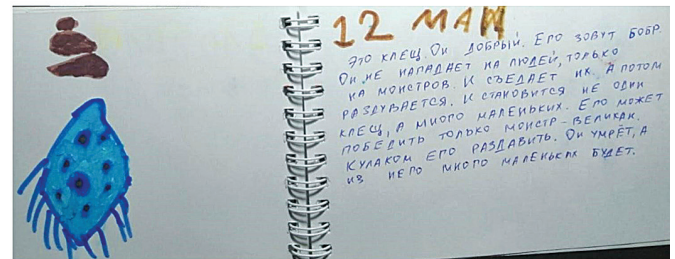 12 МАЯ
ЭТО КЛЕЩ. ОН ДОБРЫЙ. ЕГО ЗОВУТ БОБР.
ОН НЕ НАПАДАЕТ НА ЛЮДЕЙ, ТОЛЬКО
НА МОНСТРОВ. И СЪЕДАЕТ ИХ. А ПОТОМ
РАЗДУВАЕТСЯ. И СТАНОВИТСЯ НЕ ОДИН
КЛЕЩ, А МНОГО МАЛЕНЬКИХ. ЕГО МОЖЕТ
ПОБЕДИТЬ ТОЛЬКО МОНСТР-ВЕЛИКАН.
КУЛАКОМ ЕГО РАЗДАВИТЬ. ОН УМРЁТ, А
ИЗ НЕГО МНОГО МАЛЕНЬКИХ БУДЕТ.